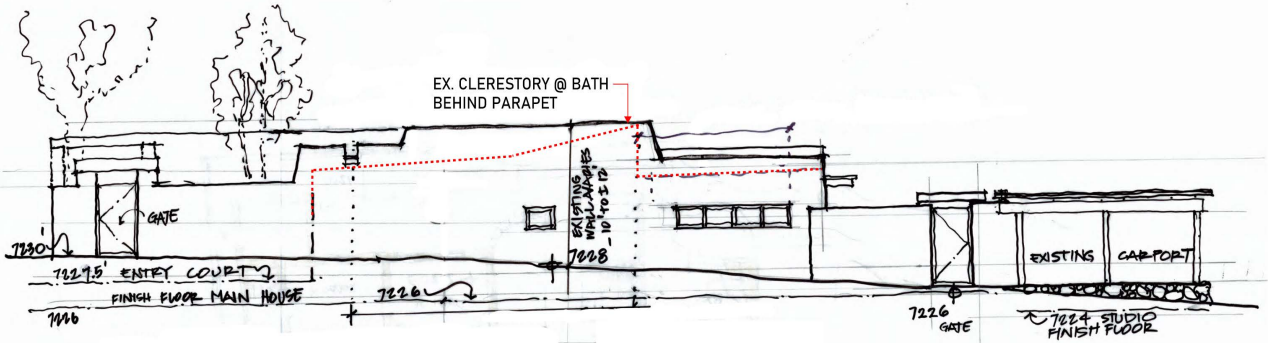 EX. CLERESTORY @ BATH
BEHIND PARAPET
EXISTING
WALL VARIES
10' TO ± 12'
GATE
7230'
7228
7229.5' ENTRY COURT
FINISH FLOOR MAIN HOUSE
7226
7226
EXISTING CARPORT
7226
GATE
7224 STUDIO
FINISH FLOOR